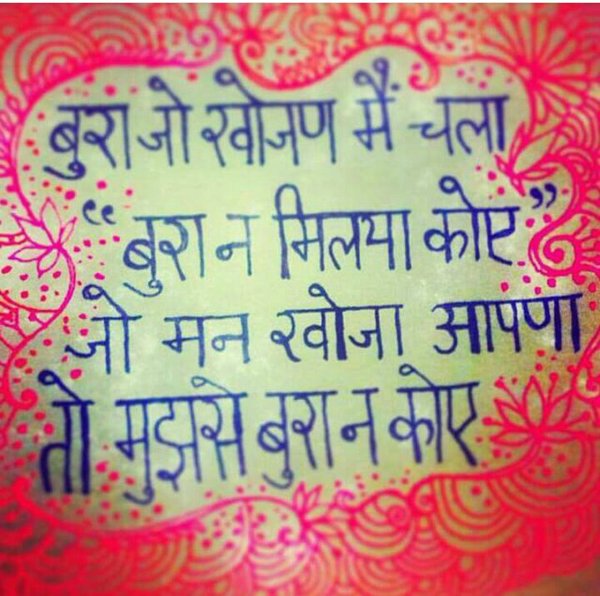 बुरा जो खोजण मैं चला
“बुरा न मिलया कोए”
जो मन खोजा आपणा
तो मुझसे बुरा न कोए